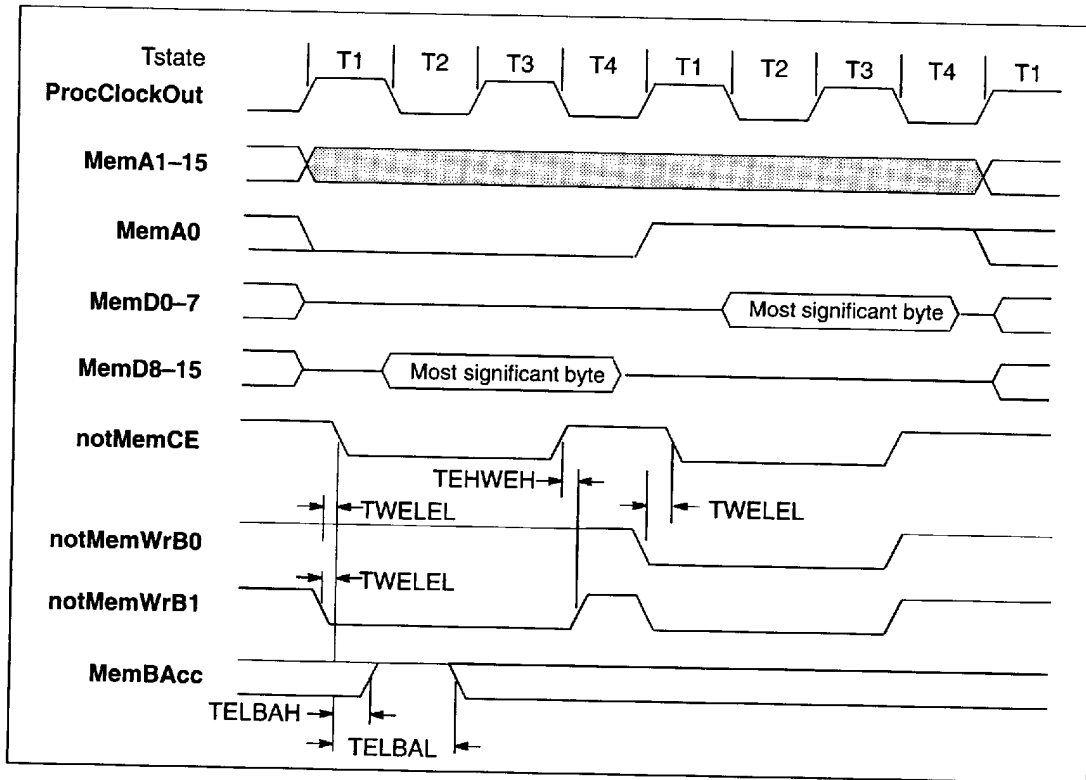 Tstate T1 T2 T3 T4 T1 T2 T3 T4 T1
ProcClockOut
MemA1–15
MemA0
MemD0–7 Most significant byte
MemD8–15 Most significant byte
notMemCE
TEHWEH
TWELEL TWELEL
notMemWrB0
TWELEL
notMemWrB1
MemBAcc
TELBAH
TELBAL